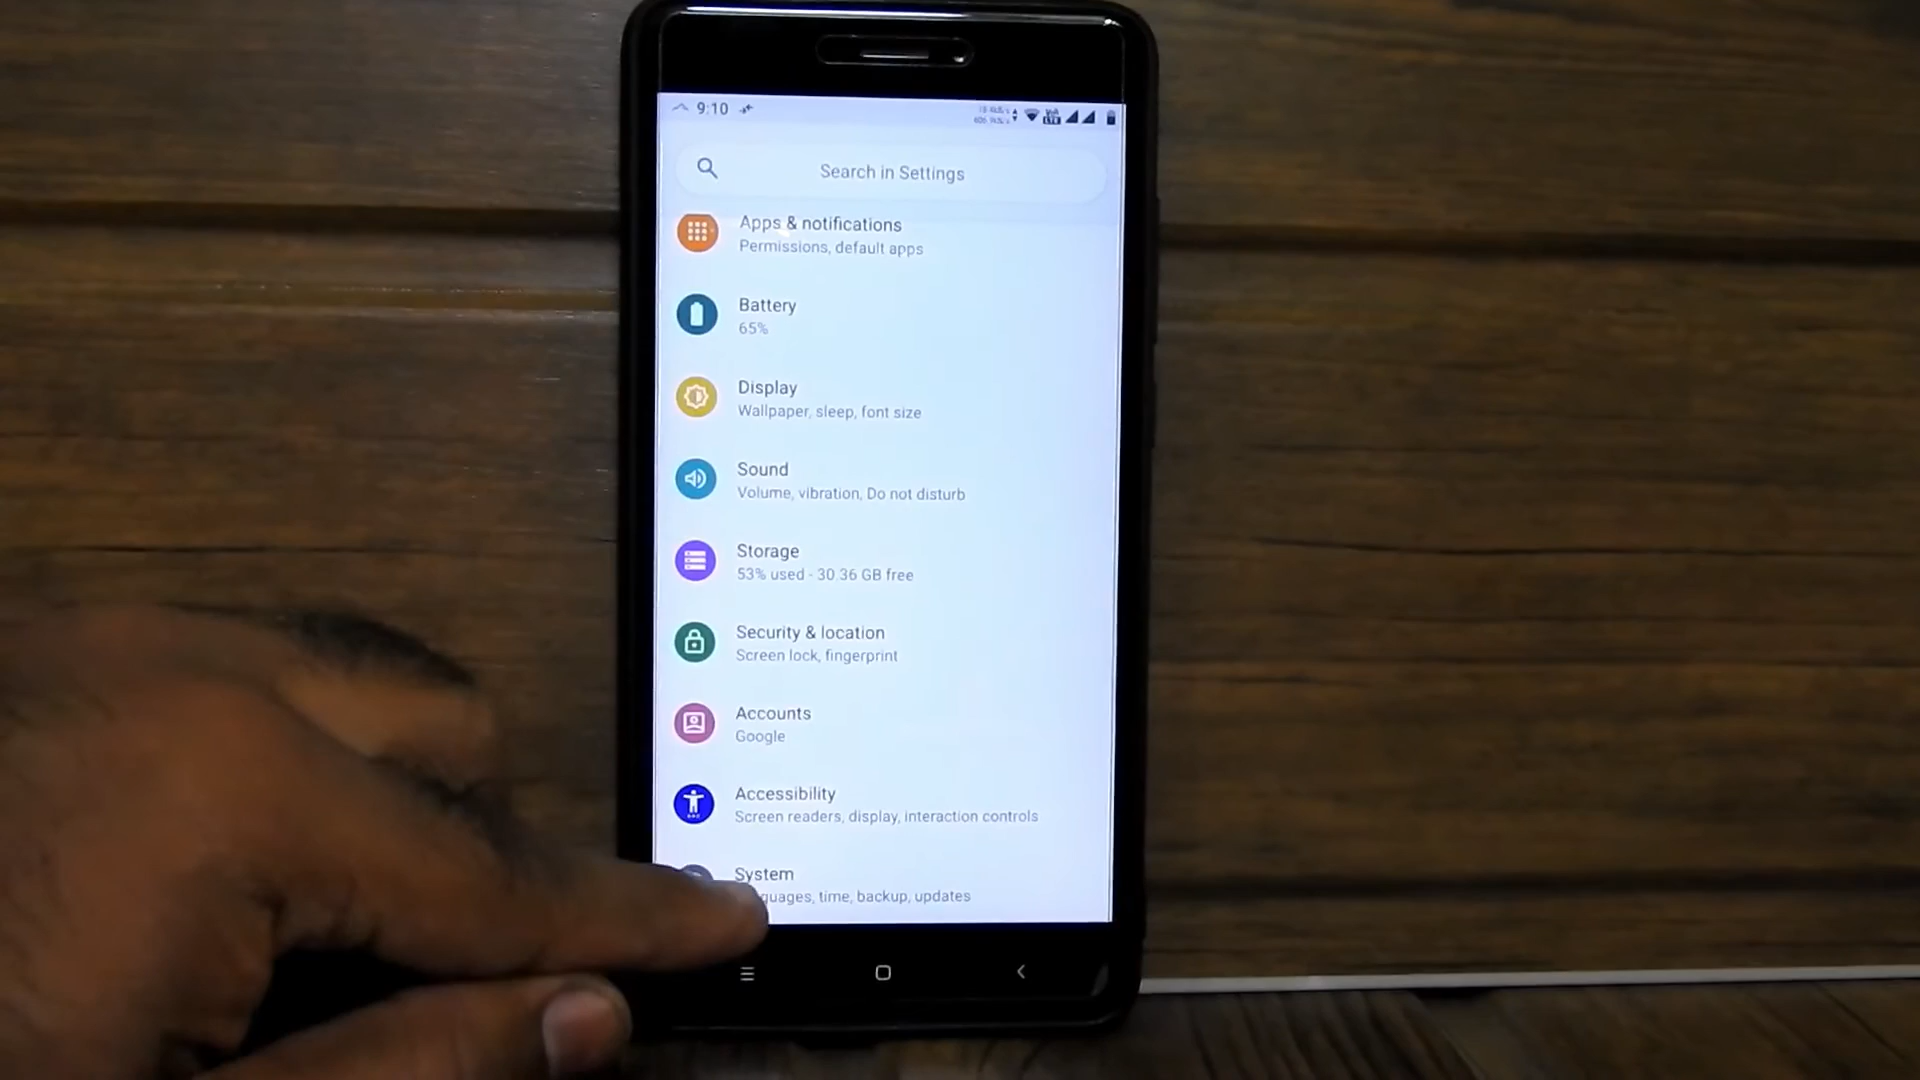 9:10
LTE
Search in Settings
Apps & notifications
Permissions, default apps
Battery
65%
Display
Wallpaper, sleep, font size
Sound
Volume, vibration, Do not disturb
Storage
53% used - 30.36 GB free
Security & location
Screen lock, fingerprint
Accounts
Google
Accessibility
Screen readers, display, interaction controls
System
guages, time, backup, updates